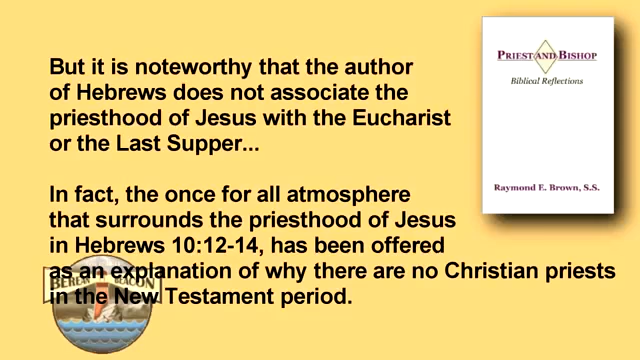 But it is noteworthy that the author
of Hebrews does not associate the
priesthood of Jesus with the Eucharist
or the Last Supper...
In fact, the once for all atmosphere
that surrounds the priesthood of Jesus
in Hebrews 10:12-14, has been offered
as an explanation of why there are no Christian priests
in the New Testament period.
PRIEST AND BISHOP
Biblical Reflections
Raymond E. Brown, S.S.
BEREAN BEACON